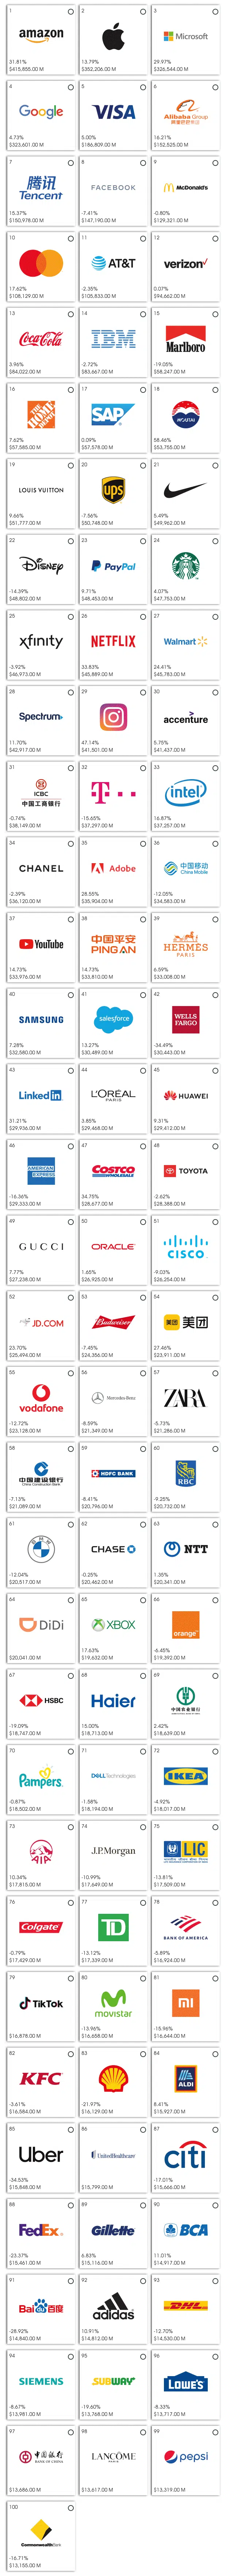 1
amazon
31.81%
$415,855.00 M
2
13.79%
$352,206.00 M
3
Microsoft
29.97%
$326,544.00 M
4
Google
4.73%
$323,601.00 M
5
VISA
5.00%
$186,809.00 M
6
Alibaba Group
阿里巴巴集团
16.21%
$152,525.00 M
7
腾讯
Tencent
15.37%
$150,978.00 M
8
FACEBOOK
-7.41%
$147,190.00 M
9
McDonald's
-0.80%
$129,321.00 M
10
17.62%
$108,129.00 M
11
AT&T
-2.35%
$105,833.00 M
12
verizon
0.07%
$94,662.00 M
13
Coca-Cola
3.96%
$84,022.00 M
14
IBM
-2.72%
$83,667.00 M
15
Marlboro
-19.05%
$58,247.00 M
16
THE HOME DEPOT
7.62%
$57,585.00 M
17
SAP
0.09%
$57,578.00 M
18
MOUTAI
58.46%
$53,755.00 M
19
LOUIS VUITTON
9.66%
$51,777.00 M
20
ups
-7.56%
$50,748.00 M
21
5.49%
$49,962.00 M
22
Disney
-14.39%
$48,802.00 M
23
PayPal
9.71%
$48,453.00 M
24
4.07%
$47,753.00 M
25
xfinity
-3.92%
$46,973.00 M
26
NETFLIX
33.83%
$45,889.00 M
27
Walmart
24.41%
$45,783.00 M
28
Spectrum
11.70%
$42,917.00 M
29
47.14%
$41,501.00 M
30
accenture
5.75%
$41,437.00 M
31
ICBC
中国工商银行
-0.74%
$38,149.00 M
32
T
-15.65%
$37,297.00 M
33
intel
16.87%
$37,257.00 M
34
CHANEL
-2.39%
$36,120.00 M
35
Adobe
28.55%
$35,904.00 M
36
中国移动
China Mobile
-12.05%
$34,583.00 M
37
YouTube
14.73%
$33,976.00 M
38
中国平安
PING AN
14.73%
$33,810.00 M
39
HERMÈS
PARIS
6.59%
$33,008.00 M
40
SAMSUNG
7.28%
$32,580.00 M
41
salesforce
13.27%
$30,489.00 M
42
WELLS
FARGO
-34.49%
$30,443.00 M
43
Linked in
31.21%
$29,936.00 M
44
L'ORÉAL
PARIS
3.85%
$29,468.00 M
45
HUAWEI
9.31%
$29,412.00 M
46
AMERICAN
EXPRESS
-16.36%
$29,333.00 M
47
COSTCO
WHOLESALE
34.75%
$28,677.00 M
48
TOYOTA
-2.62%
$28,388.00 M
49
GUCCI
7.77%
$27,238.00 M
50
ORACLE
1.65%
$26,925.00 M
51
CISCO
-9.03%
$26,254.00 M
52
JD.COM
23.70%
$25,494.00 M
53
Budweiser
-7.45%
$24,356.00 M
54
美团 美团
27.46%
$23,911.00 M
55
vodafone
-12.72%
$23,128.00 M
56
Mercedes-Benz
-8.59%
$21,349.00 M
57
ZARA
-5.73%
$21,286.00 M
58
中国建设银行
China Construction Bank
-7.13%
$21,089.00 M
59
HDFC BANK
-8.41%
$20,796.00 M
60
RBC
-9.25%
$20,732.00 M
61
BMW
-12.04%
$20,517.00 M
62
CHASE
-0.25%
$20,462.00 M
63
NTT
1.35%
$20,341.00 M
64
DiDi
$20,041.00 M
65
XBOX
17.63%
$19,632.00 M
66
orange
-6.45%
$19,392.00 M
67
HSBC
-19.09%
$18,747.00 M
68
Haier
15.00%
$18,713.00 M
69
中国农业银行
2.42%
$18,639.00 M
70
Pampers
-0.87%
$18,502.00 M
71
DELL Technologies
-1.58%
$18,194.00 M
72
IKEA
-4.92%
$18,017.00 M
73
AIA
10.34%
$17,815.00 M
74
J.P.Morgan
-10.99%
$17,649.00 M
75
LIC
-13.81%
$17,509.00 M
76
Colgate
-0.79%
$17,429.00 M
77
TD
-13.12%
$17,339.00 M
78
BANK OF AMERICA
-5.89%
$16,924.00 M
79
TikTok
$16,878.00 M
80
movistar
-13.96%
$16,658.00 M
81
mi
-15.96%
$16,644.00 M
82
KFC
-3.61%
$16,584.00 M
83
-21.97%
$16,129.00 M
84
ALDI
8.41%
$15,927.00 M
85
Uber
-34.53%
$15,848.00 M
86
UnitedHealthcare
$15,799.00 M
87
citi
-17.01%
$15,666.00 M
88
FedEx
-23.37%
$15,461.00 M
89
Gillette
6.83%
$15,116.00 M
90
BCA
11.01%
$14,917.00 M
91
Bai 百度
-28.92%
$14,840.00 M
92
adidas
10.91%
$14,812.00 M
93
DHL
-12.70%
$14,530.00 M
94
SIEMENS
-8.67%
$13,981.00 M
95
SUBWAY
-19.60%
$13,768.00 M
96
LOWE'S
-8.33%
$13,717.00 M
97
中国银行
BANK OF CHINA
$13,686.00 M
98
LANCÔME
PARIS
$13,617.00 M
99
pepsi
$13,319.00 M
100
CommonwealthBank
-16.71%
$13,155.00 M